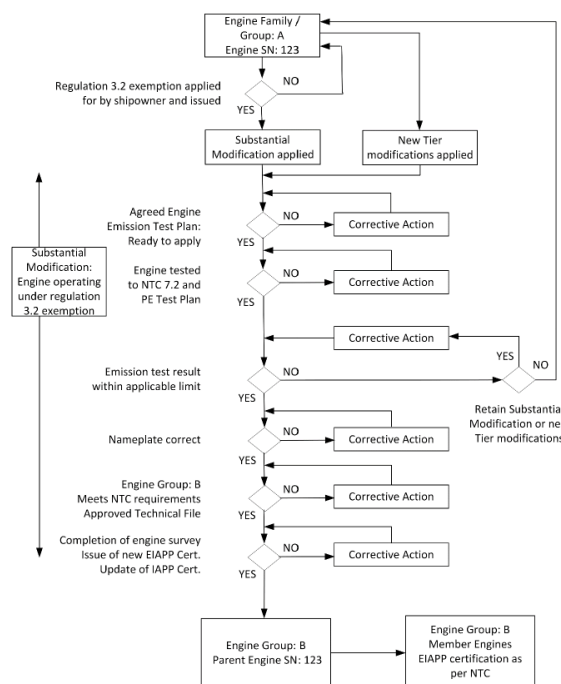 Engine Family /
Group: A
Engine SN: 123
Regulation 3.2 exemption applied
for by shipowner and issued
NO
YES
Substantial
Modification applied
New Tier
modifications applied
Agreed Engine
Emission Test Plan:
Ready to apply
NO
Corrective Action
YES
Substantial
Modification:
Engine operating
under regulation
3.2 exemption
Engine tested
to NTC 7.2 and
PE Test Plan
NO
Corrective Action
YES
Corrective Action
YES
NO
Emission test result
within applicable limit
NO
YES
Retain Substantia
Modification or ne
Tier modifications
Corrective Action
Nameplate correct
NO
YES
Engine Group: B
Meets NTC requirements
Approved Technical File
NO
Corrective Action
YES
Completion of engine survey
Issue of new EIAPP Cert.
Update of IAPP Cert.
NO
Corrective Action
YES
Engine Group: B
Parent Engine SN: 123
Engine Group: B
Member Engines
EIAPP certification as
per NTC